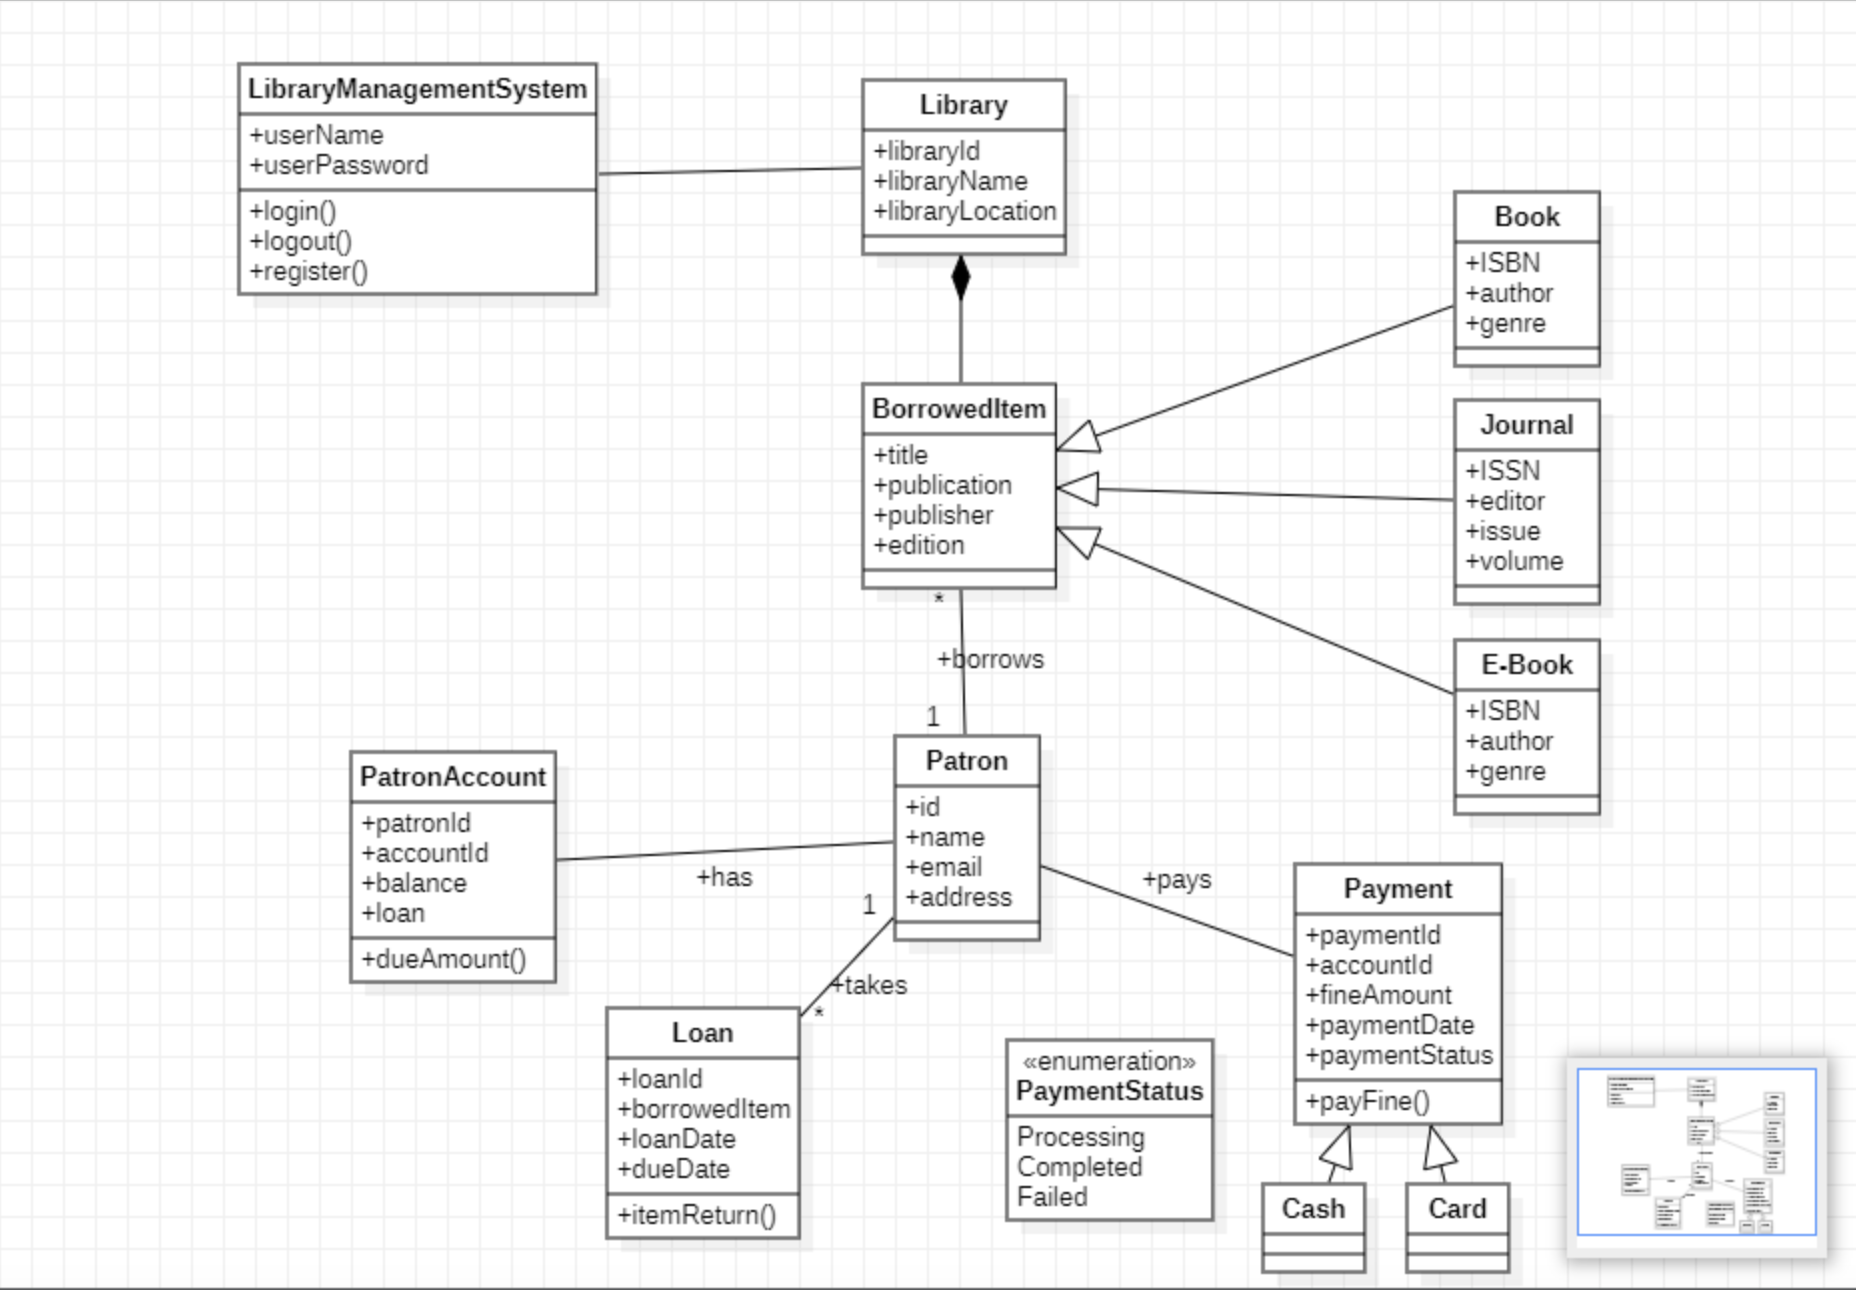 LibraryManagementSystem
+userName
+userPassword
+login()
+logout()
+register()
Library
+libraryId
+libraryName
+libraryLocation
Book
+ISBN
+author
+genre
BorrowedItem
+title
+publication
+publisher
+edition
Journal
+ISSN
+editor
+issue
+volume
E-Book
+ISBN
+author
+genre
*
+borrows
1
Patron
+id
+name
+email
+address
PatronAccount
+patronId
+accountId
+balance
+loan
+dueAmount()
+has
1
+takes
*
+pays
Payment
+paymentId
+accountId
+fineAmount
+paymentDate
+paymentStatus
+payFine()
Loan
+loanId
+borrowedItem
+loanDate
+dueDate
+itemReturn()
«enumeration»
PaymentStatus
Processing
Completed
Failed
Cash
Card